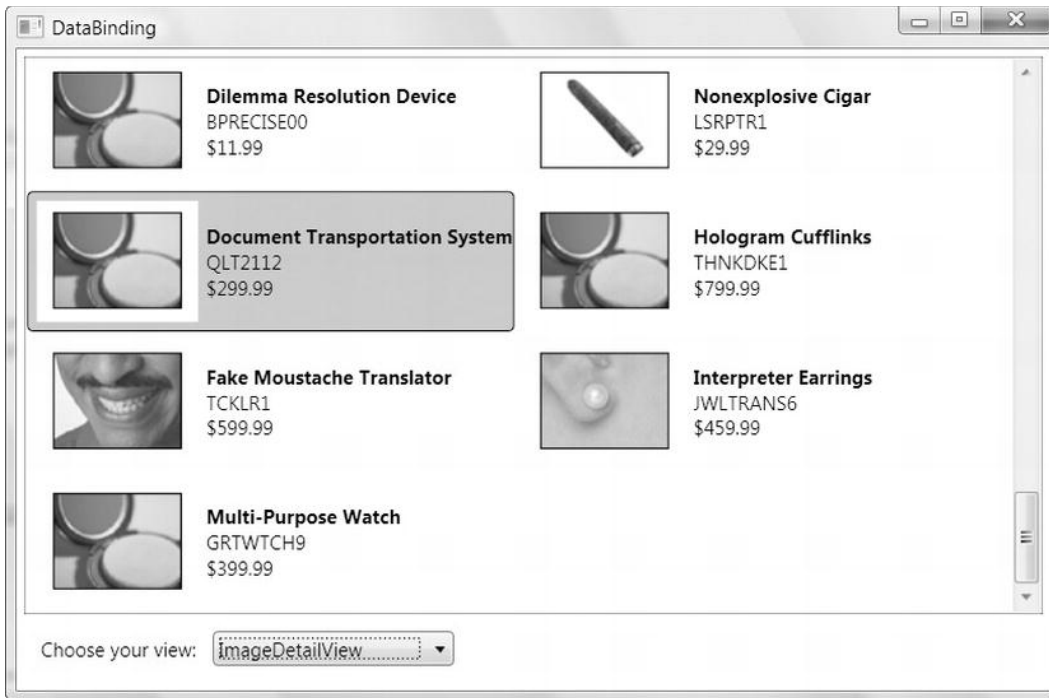 DataBinding
Dilemma Resolution Device
BPRECISE00
$11.99
Nonexplosive Cigar
LSRPTR1
$29.99
Document Transportation System
QLT2112
$299.99
Hologram Cufflinks
THNKDKE1
$799.99
Fake Moustache Translator
TCKLR1
$599.99
Interpreter Earrings
JWLTRANS6
$459.99
Multi-Purpose Watch
GRTWTCH9
$399.99
Choose your view: ImageDetailView